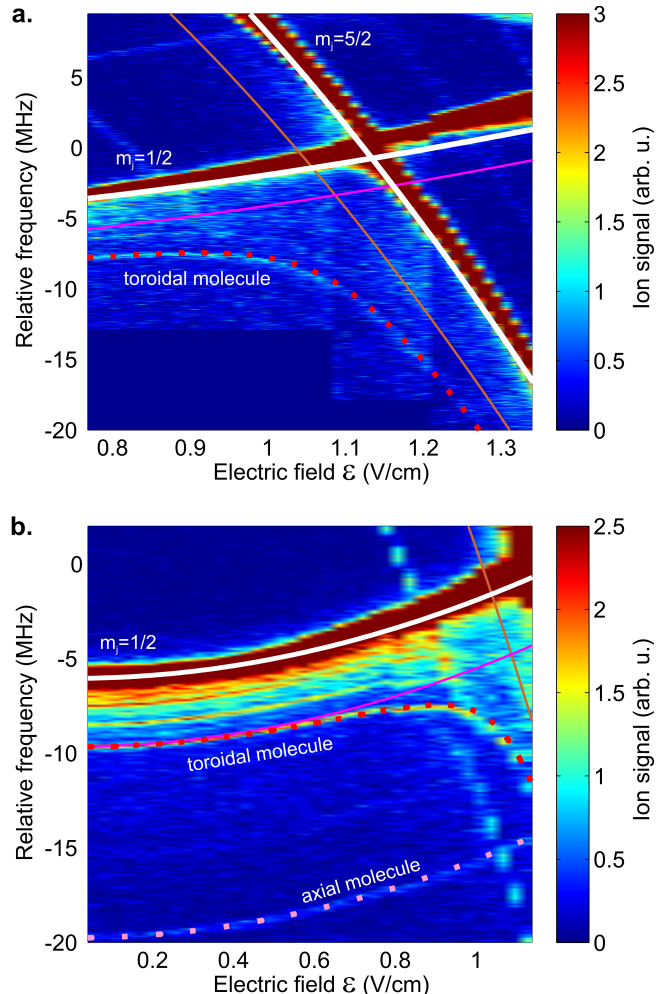 a.
3
5
m_j=5/2
2.5
0
m_j=1/2
2
-5
toroidal molecule
1.5
-10
1
-15
0.5
-20
0
0.8
0.9
1
1.1
1.2
1.3
Relative frequency (MHz)
Electric field ε (V/cm)
Ion signal (arb. u.)
b.
2.5
0
m_j=1/2
2
-5
1.5
-10
toroidal molecule
1
-15
axial molecule
0.5
-20
0
0.2
0.4
0.6
0.8
1
Relative frequency (MHz)
Electric field ε (V/cm)
Ion signal (arb. u.)